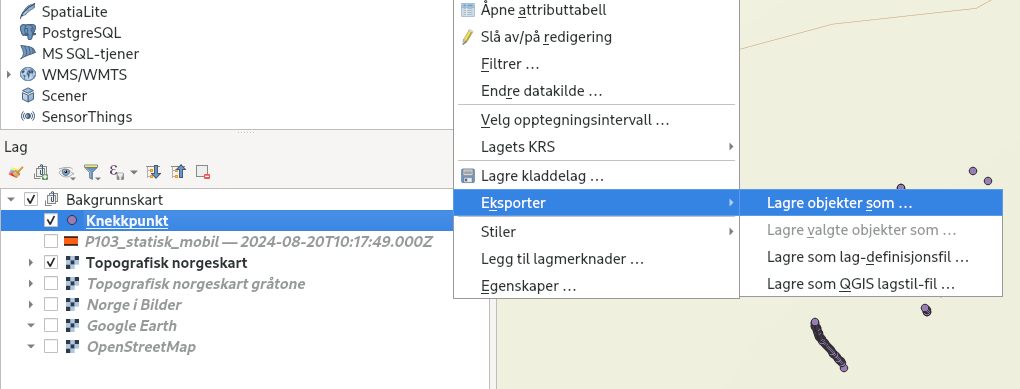 SpatiaLite
PostgreSQL
MS SQL-tjener
WMS/WMTS
Scener
SensorThings
Lag
Bakgrunnskart
Knekkpunkt
P103_statisk_mobil — 2024-08-20T10:17:49.000Z
Topografisk norgeskart
Topografisk norgeskart gråtone
Norge i Bilder
Google Earth
OpenStreetMap
Åpne attributtabell
Slå av/på redigering
Filtrer …
Endre datakilde …
Velg opptegningsintervall …
Lagets KRS
Lagre kladdelag …
Eksporter
Stiler
Legg til lagmerknader …
Egenskaper …
Lagre objekter som …
Lagre valgte objekter som …
Lagre som lag-definisjonsfil …
Lagre som QGIS lagstil-fil …